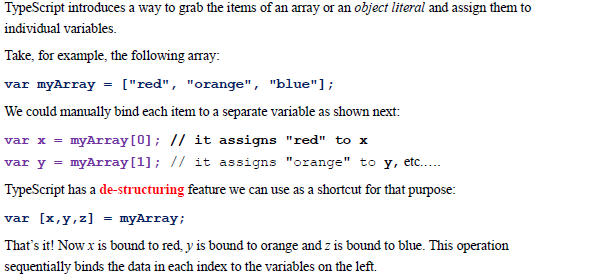 TypeScript introduces a way to grab the items of an array or an object literal and assign them to
individual variables.
Take, for example, the following array:
var myArray = ["red", "orange", "blue"];
We could manually bind each item to a separate variable as shown next:
var x = myArray[0]; // it assigns "red" to x
var y = myArray[1]; // it assigns "orange" to y, etc.....
TypeScript has a de-structuring feature we can use as a shortcut for that purpose:
var [x,y,z] = myArray;
That's it! Now x is bound to red, y is bound to orange and z is bound to blue. This operation
sequentially binds the data in each index to the variables on the left.